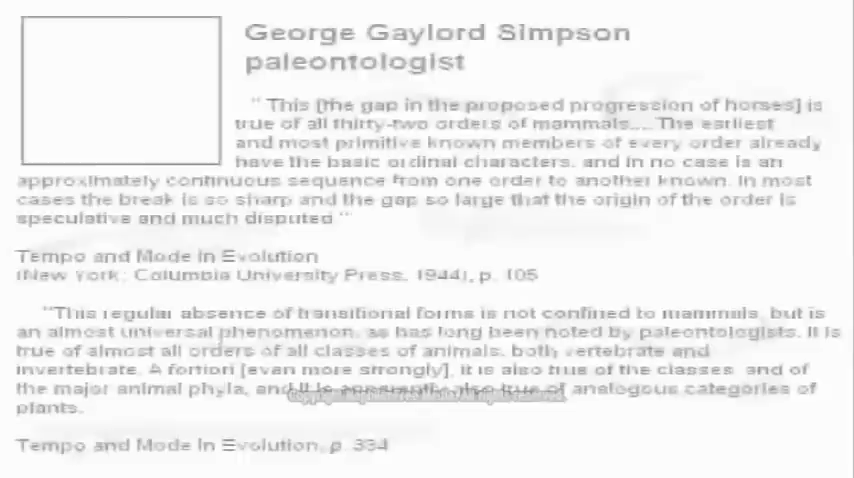 George Gaylord Simpson
paleontologist
" This [the gap in the proposed progression of horses] is
true of all thirty-two orders of mammals.... The earliest
and most primitive known members of every order already
have the basic ordinal characters, and in no case is an
approximately continuous sequence from one order to another known. In most
cases the break is so sharp and the gap so large that the origin of the order is
speculative and much disputed "
Tempo and Mode in Evolution
(New York: Columbia University Press, 1944), p. 105
"This regular absence of transitional forms is not confined to mammals, but is
an almost universal phenomenon, as has long been noted by paleontologists. It is
true of almost all orders of all classes of animals, both vertebrate and
invertebrate. A fortiori [even more strongly], it is also true of the classes, and of
the major animal phyla, and it is apparently also true of analogous categories of
plants.
Tempo and Mode in Evolution, p. 334